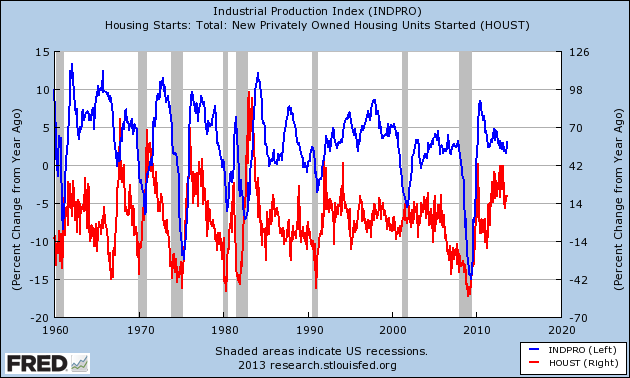 Industrial Production Index (INDPRO)
Housing Starts: Total: New Privately Owned Housing Units Started (HOUST)
(Percent Change from Year Ago)
15
10
5
0
-5
-10
-15
-20
126
98
70
42
14
-14
-42
-70
(Percent Change from Year Ago)
1960 1970 1980 1990 2000 2010 2020
Shaded areas indicate US recessions.
2013 research.stlouisfed.org
FRED
INDPRO (Left)
HOUST (Right)